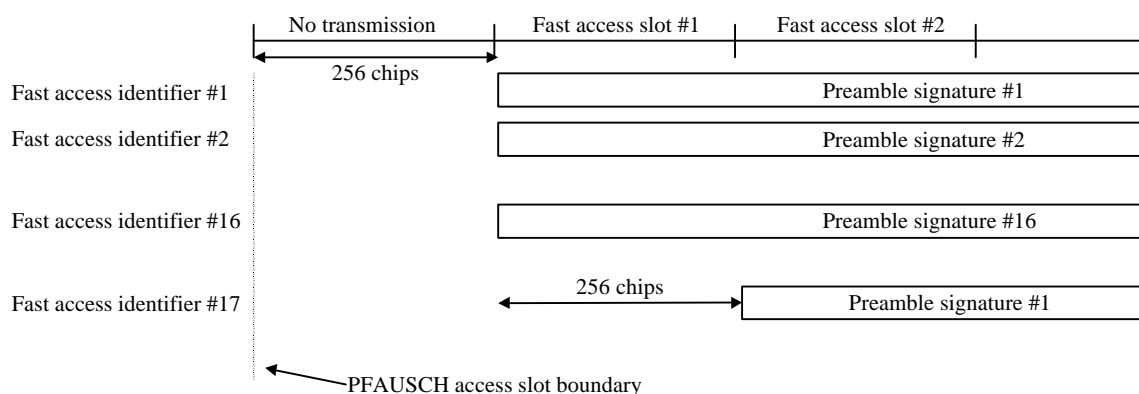 No transmission
Fast access slot #1
Fast access slot #2
256 chips
Fast access identifier #1
Preamble signature #1
Fast access identifier #2
Preamble signature #2
Fast access identifier #16
Preamble signature #16
256 chips
Fast access identifier #17
Preamble signature #1
PFAUSCH access slot boundary